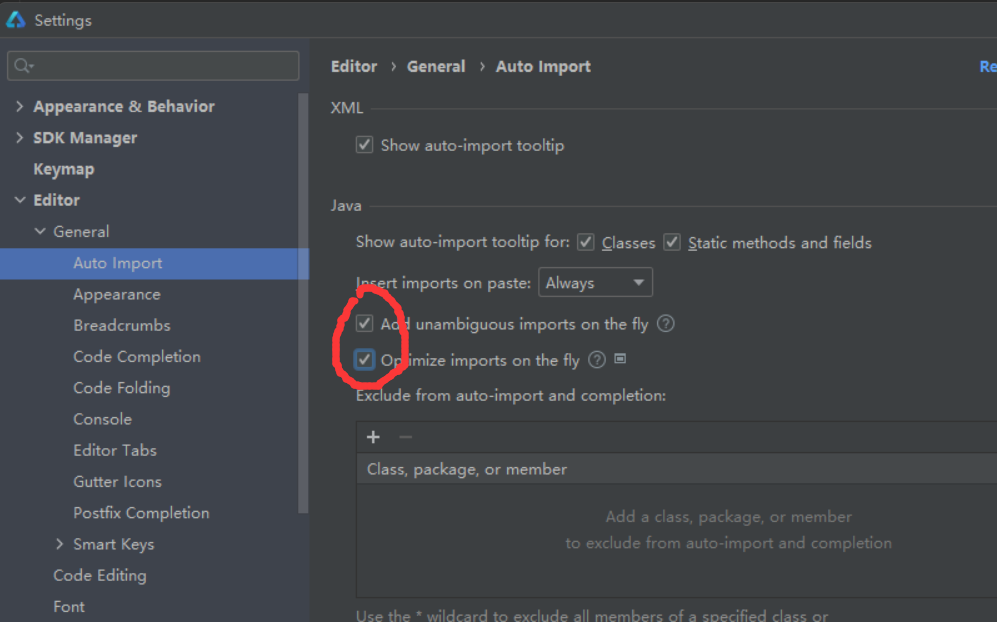 Settings
Appearance & Behavior
SDK Manager
Keymap
Editor
General
Auto Import
Appearance
Breadcrumbs
Code Completion
Code Folding
Console
Editor Tabs
Gutter Icons
Postfix Completion
Smart Keys
Code Editing
Font
Editor › General › Auto Import
Re
XML
Show auto-import tooltip
Java
Show auto-import tooltip for: Classes Static methods and fields
Insert imports on paste: Always
Add unambiguous imports on the fly ?
Optimize imports on the fly ?
Exclude from auto-import and completion:
Class, package, or member
Add a class, package, or member
to exclude from auto-import and completion
Use the * wildcard to exclude all members of a specified class or